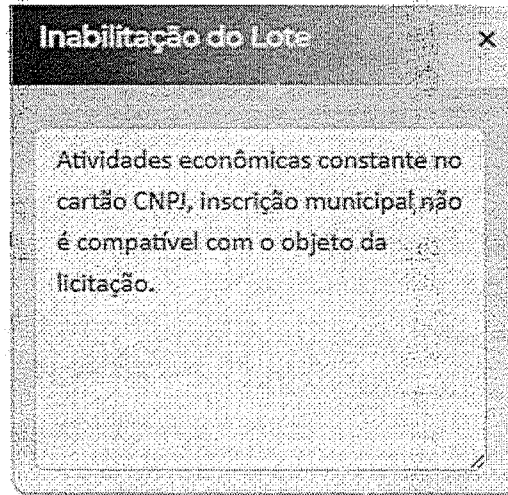 Inabilitação do Lote ×
Atividades econômicas constante no
cartão CNPJ, inscrição municipal não
é compatível com o objeto da
licitação.